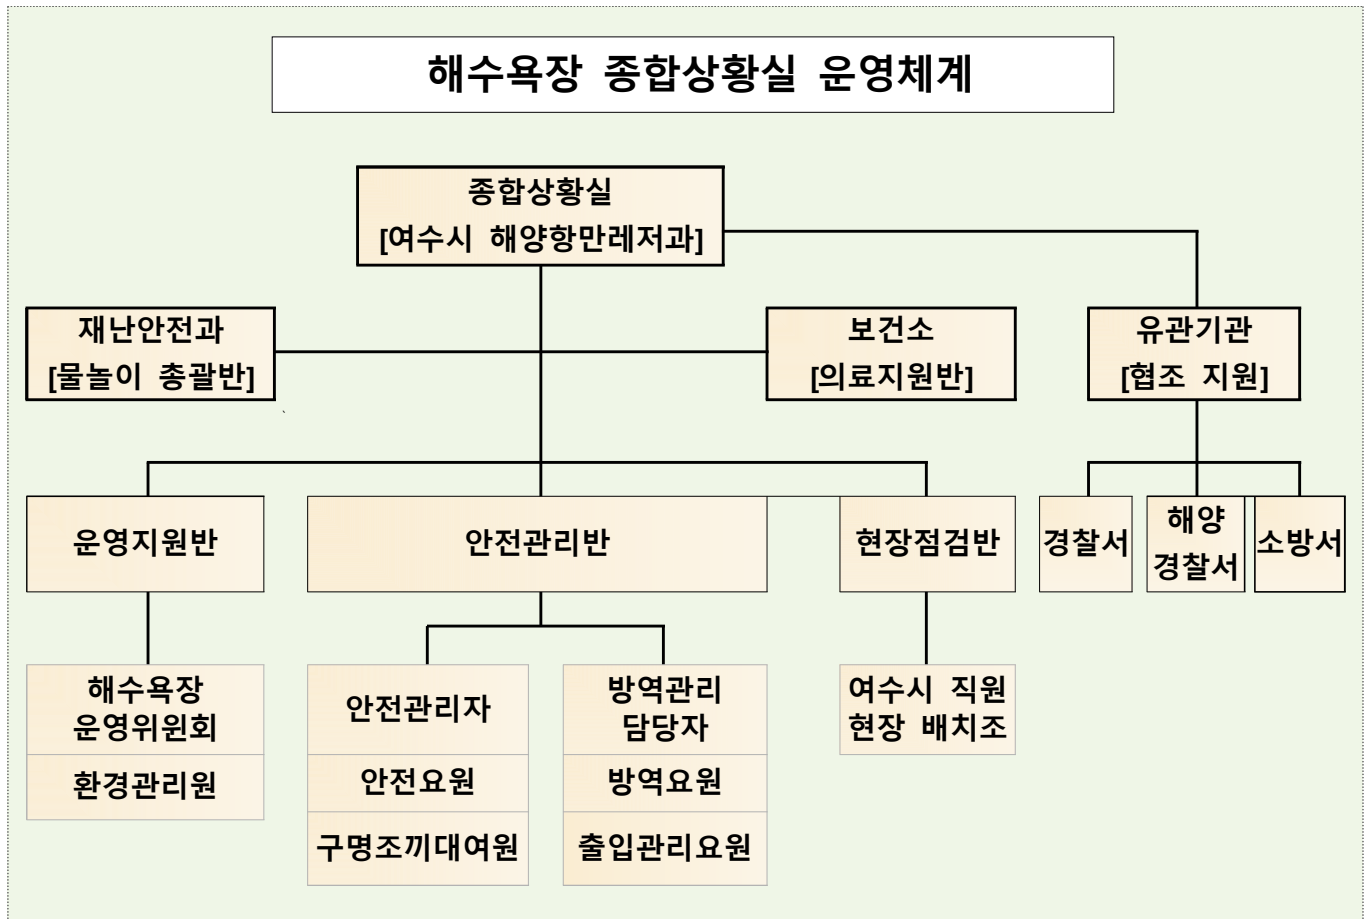 해수욕장 종합상황실 운영체계
종합상황실
[여수시 해양항만레저과]
재난안전과
[물놀이 총괄반]
보건소
[의료지원반]
유관기관
[협조 지원]
운영지원반
안전관리반
현장점검반
경찰서
해양
경찰서
소방서
해수욕장
운영위원회
환경관리원
안전관리자
안전요원
구명조끼대여원
방역관리
담당자
방역요원
출입관리요원
여수시 직원
현장 배치조